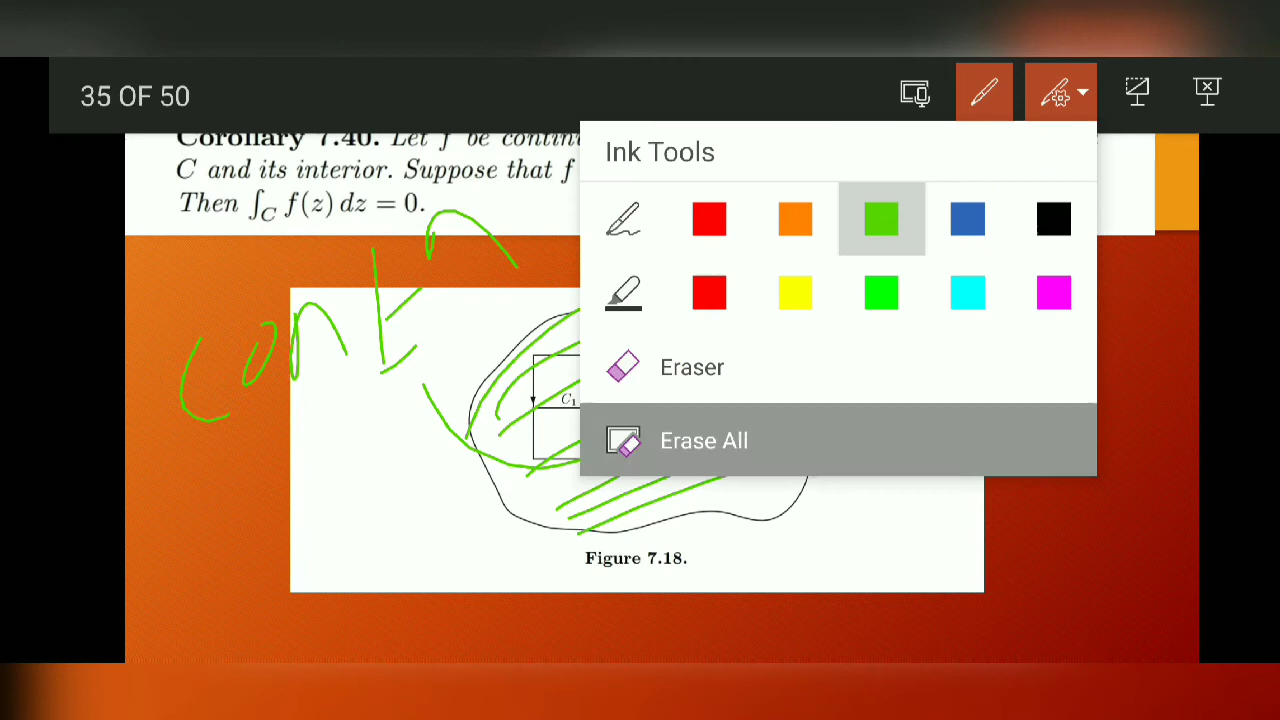 35 OF 50
Ink Tools
Eraser
Erase All
Corollary 7.40. Let f be contin
C and its interior. Suppose that f
Then ∫_C f(z) dz = 0.
C₁
Figure 7.18.